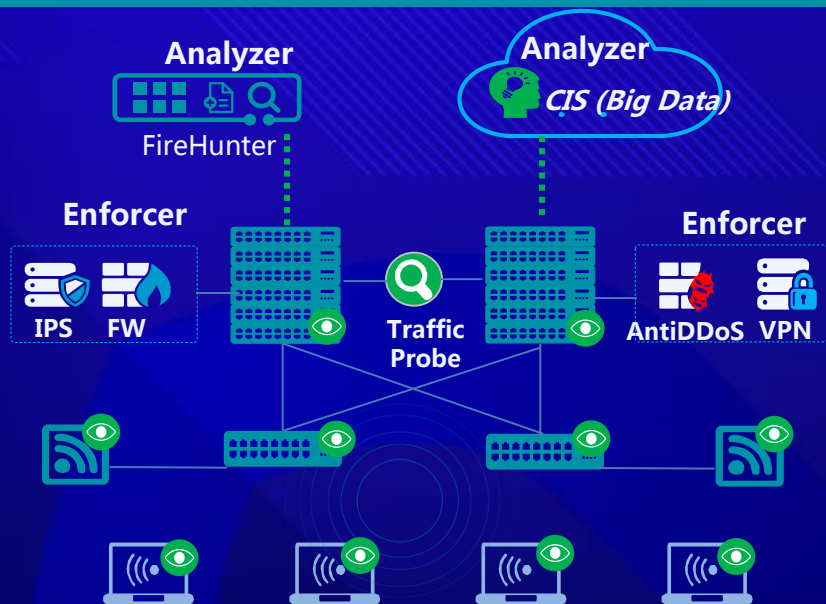 Analyzer
Analyzer
CIS (Big Data)
FireHunter
Enforcer
Enforcer
IPS
FW
Traffic
Probe
AntiDDoS
VPN